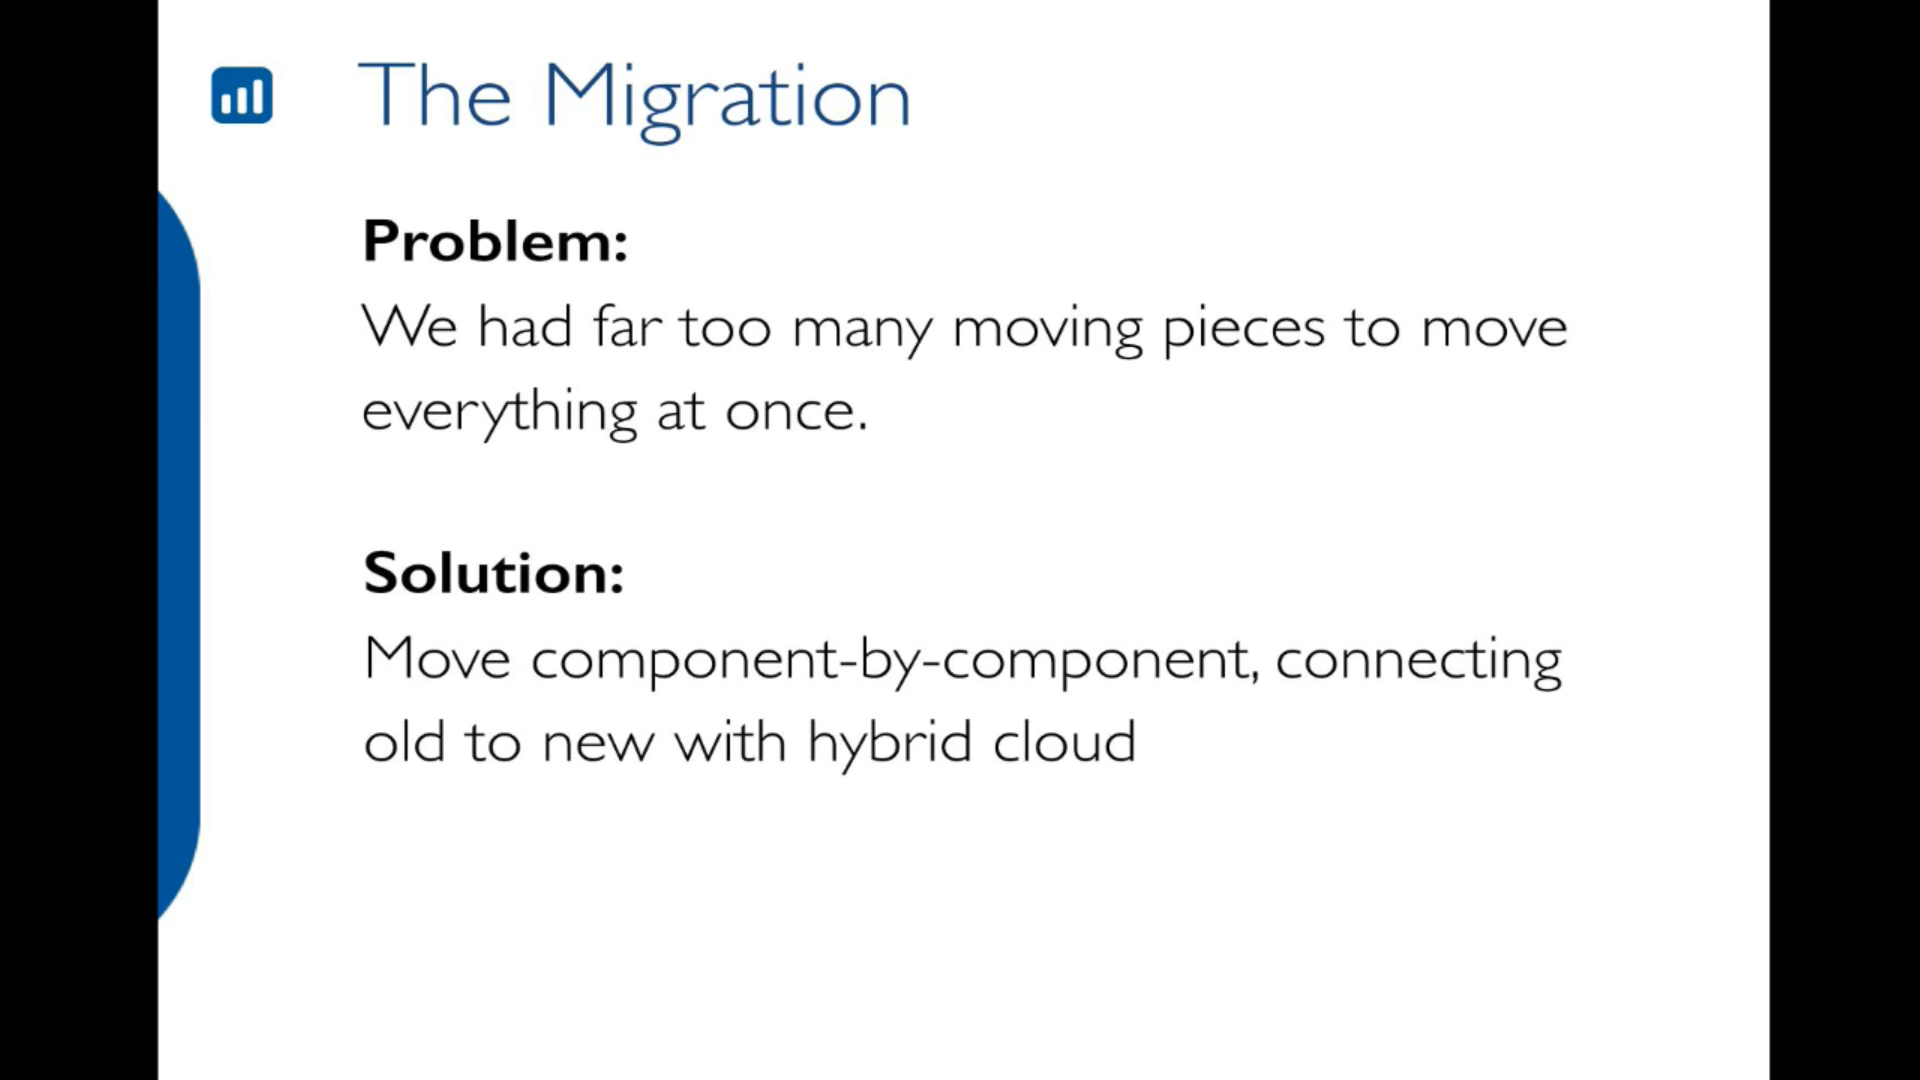 The Migration
Problem:
We had far too many moving pieces to move
everything at once.
Solution:
Move component-by-component, connecting
old to new with hybrid cloud